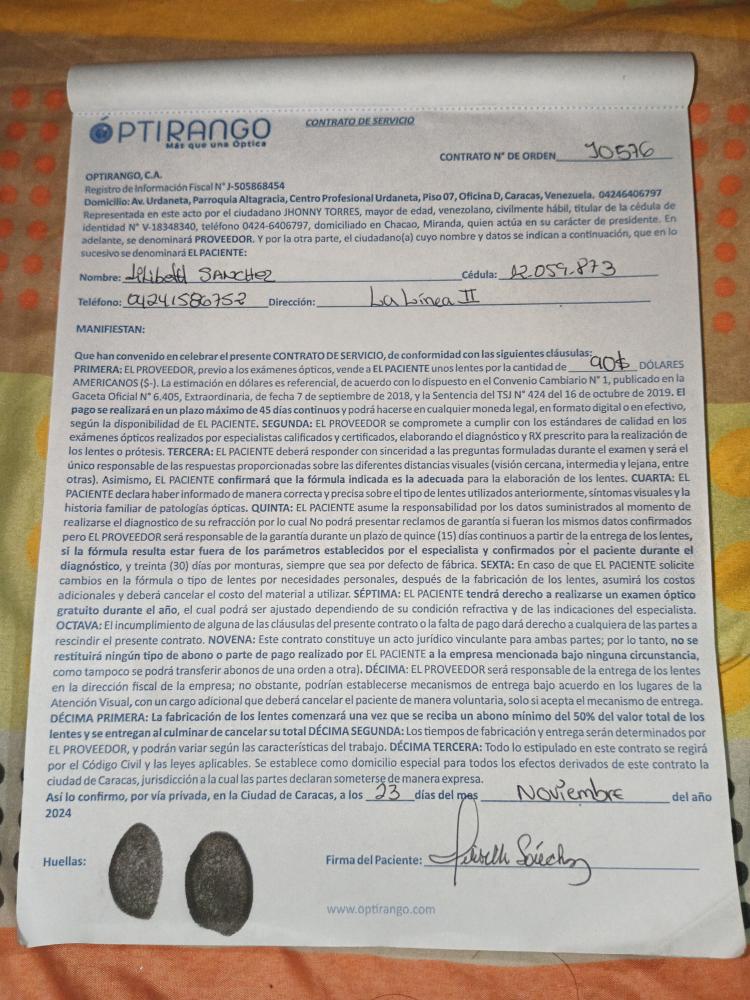 OPTIRANGO
Más que una Óptica
CONTRATO DE SERVICIO
CONTRATO N° DE ORDEN 10576
OPTIRANGO, C.A.
Registro de Información Fiscal N° J-505868454
Domicilio: Av. Urdaneta, Parroquia Altagracia, Centro Profesional Urdaneta, Piso 07, Oficina D, Caracas, Venezuela. 04246406797
Representada en este acto por el ciudadano JHONNY TORRES, mayor de edad, venezolano, civilmente hábil, titular de la cédula de
identidad N° V-18348340, teléfono 0424-6406797, domiciliado en Chacao, Miranda, quien actúa en su carácter de presidente. En
adelante, se denominará PROVEEDOR. Y por la otra parte, el ciudadano(a) cuyo nombre y datos se indican a continuación, que en lo
sucesivo se denominará EL PACIENTE:
Nombre: SANCHEZ Cédula: 12.059.873
Teléfono: 04241586752 Dirección: La Línea II
MANIFIESTAN:
Que han convenido en celebrar el presente CONTRATO DE SERVICIO, de conformidad con las siguientes cláusulas:
PRIMERA: EL PROVEEDOR, previo a los exámenes ópticos, vende a EL PACIENTE unos lentes por la cantidad de 90$ DÓLARES
AMERICANOS ($-). La estimación en dólares es referencial, de acuerdo con lo dispuesto en el Convenio Cambiario N° 1, publicado en la
Gaceta Oficial N° 6.405, Extraordinaria, de fecha 7 de septiembre de 2018, y la Sentencia del TSJ N° 424 del 16 de octubre de 2019. El
pago se realizará en un plazo máximo de 45 días continuos y podrá hacerse en cualquier moneda legal, en formato digital o en efectivo,
según la disponibilidad de EL PACIENTE. SEGUNDA: EL PROVEEDOR se compromete a cumplir con los estándares de calidad en los
exámenes ópticos realizados por especialistas calificados y certificados, elaborando el diagnóstico y RX prescrito para la realización de
los lentes o prótesis. TERCERA: EL PACIENTE deberá responder con sinceridad a las preguntas formuladas durante el examen y será el
único responsable de las respuestas proporcionadas sobre las diferentes distancias visuales (visión cercana, intermedia y lejana, entre
otras). Asimismo, EL PACIENTE confirmará que la fórmula indicada es la adecuada para la elaboración de los lentes. CUARTA: EL
PACIENTE declara haber informado de manera correcta y precisa sobre el tipo de lentes utilizados anteriormente, síntomas visuales y la
historia familiar de patologías ópticas. QUINTA: EL PACIENTE asume la responsabilidad por los datos suministrados al momento de
realizarse el diagnostico de su refracción por lo cual No podrá presentar reclamos de garantía si fueran los mismos datos confirmados
pero EL PROVEEDOR será responsable de la garantía durante un plazo de quince (15) días continuos a partir de la entrega de los lentes,
si la fórmula resulta estar fuera de los parámetros establecidos por el especialista y confirmados por el paciente durante el
diagnóstico, y treinta (30) días por monturas, siempre que sea por defecto de fábrica. SEXTA: En caso de que EL PACIENTE solicite
cambios en la fórmula o tipo de lentes por necesidades personales, después de la fabricación de los lentes, asumirá los costos
adicionales y deberá cancelar el costo del material a utilizar. SÉPTIMA: EL PACIENTE tendrá derecho a realizarse un examen óptico
gratuito durante el año, el cual podrá ser ajustado dependiendo de su condición refractiva y de las indicaciones del especialista.
OCTAVA: El incumplimiento de alguna de las cláusulas del presente contrato o la falta de pago dará derecho a cualquiera de las partes a
rescindir el presente contrato. NOVENA: Este contrato constituye un acto jurídico vinculante para ambas partes; por lo tanto, no se
restituirá ningún tipo de abono o parte de pago realizado por EL PACIENTE a la empresa mencionada bajo ninguna circunstancia,
como tampoco se podrá transferir abonos de una orden a otra). DÉCIMA: EL PROVEEDOR será responsable de la entrega de los lentes
en la dirección fiscal de la empresa; no obstante, podrían establecerse mecanismos de entrega bajo acuerdo en los lugares de la
Atención Visual, con un cargo adicional que deberá cancelar el paciente de manera voluntaria, solo si acepta el mecanismo de entrega.
DÉCIMA PRIMERA: La fabricación de los lentes comenzará una vez que se reciba un abono mínimo del 50% del valor total de los
lentes y se entregan al culminar de cancelar su total DÉCIMA SEGUNDA: Los tiempos de fabricación y entrega serán determinados por
EL PROVEEDOR, y podrán variar según las características del trabajo. DÉCIMA TERCERA: Todo lo estipulado en este contrato se regirá
por el Código Civil y las leyes aplicables. Se establece como domicilio especial para todos los efectos derivados de este contrato la
ciudad de Caracas, jurisdicción a la cual las partes declaran someterse de manera expresa.
Así lo confirmo, por vía privada, en la Ciudad de Caracas, a los 23 días del mes Noviembre del año
2024
Huellas:
Firma del Paciente:
www.optirango.com